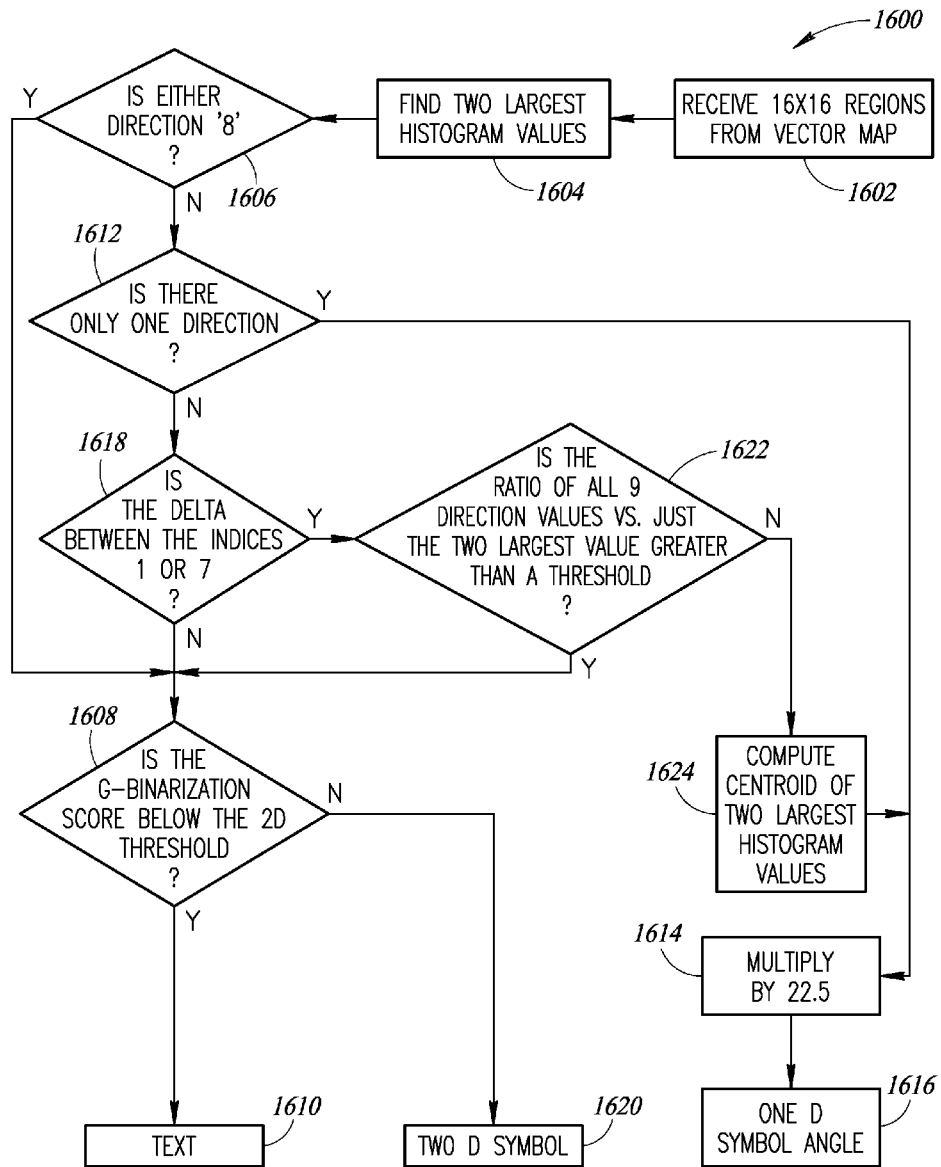 1600
RECEIVE 16X16 REGIONS
FROM VECTOR MAP
1602
FIND TWO LARGEST
HISTOGRAM VALUES
1604
IS EITHER
DIRECTION '8'
?
1606
Y
N
1612
IS THERE
ONLY ONE DIRECTION
?
Y
N
1618
IS
THE DELTA
BETWEEN THE INDICES
1 OR 7
?
Y
N
1622
IS THE
RATIO OF ALL 9
DIRECTION VALUES VS. JUST
THE TWO LARGEST VALUE GREATER
THAN A THRESHOLD
?
N
Y
1608
IS THE
G-BINARIZATION
SCORE BELOW THE 2D
THRESHOLD
?
N
Y
1624
COMPUTE
CENTROID OF
TWO LARGEST
HISTOGRAM
VALUES
1614
MULTIPLY
BY 22.5
1610
TEXT
1620
TWO D SYMBOL
1616
ONE D
SYMBOL ANGLE